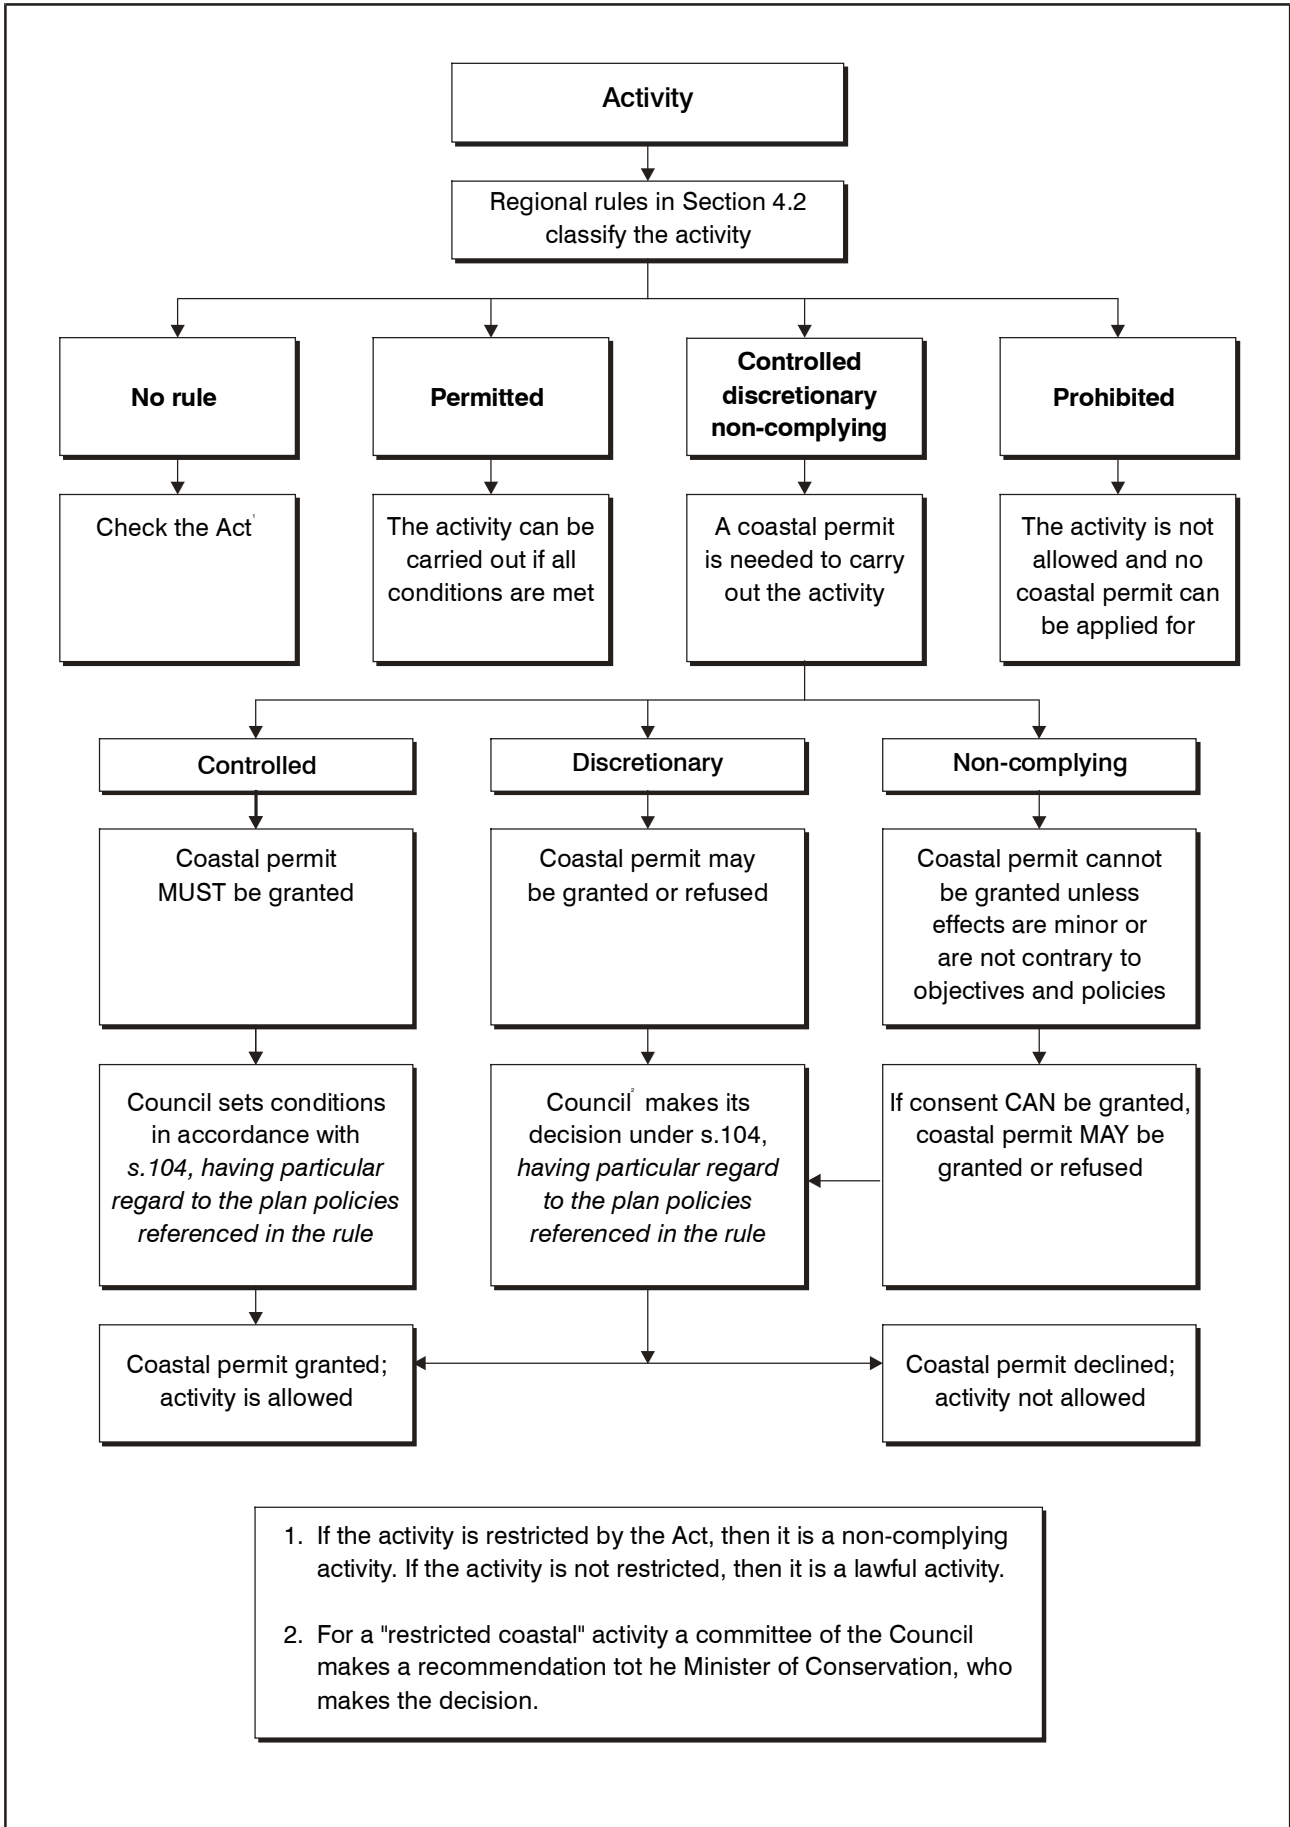 Activity
Regional rules in Section 4.2
classify the activity
No rule
Permitted
Controlled
discretionary
non-complying
Prohibited
Check the Act¹
The activity can be
carried out if all
conditions are met
A coastal permit
is needed to carry
out the activity
The activity is not
allowed and no
coastal permit can
be applied for
Controlled
Discretionary
Non-complying
Coastal permit
MUST be granted
Coastal permit may
be granted or refused
Coastal permit cannot
be granted unless
effects are minor or
are not contrary to
objectives and policies
Council sets conditions
in accordance with
s.104, having particular
regard to the plan policies
referenced in the rule
Council² makes its
decision under s.104,
having particular regard
to the plan policies
referenced in the rule
If consent CAN be granted,
coastal permit MAY be
granted or refused
Coastal permit granted;
activity is allowed
Coastal permit declined;
activity not allowed
1. If the activity is restricted by the Act, then it is a non-complying
activity. If the activity is not restricted, then it is a lawful activity.
2. For a "restricted coastal" activity a committee of the Council
makes a recommendation tot he Minister of Conservation, who
makes the decision.